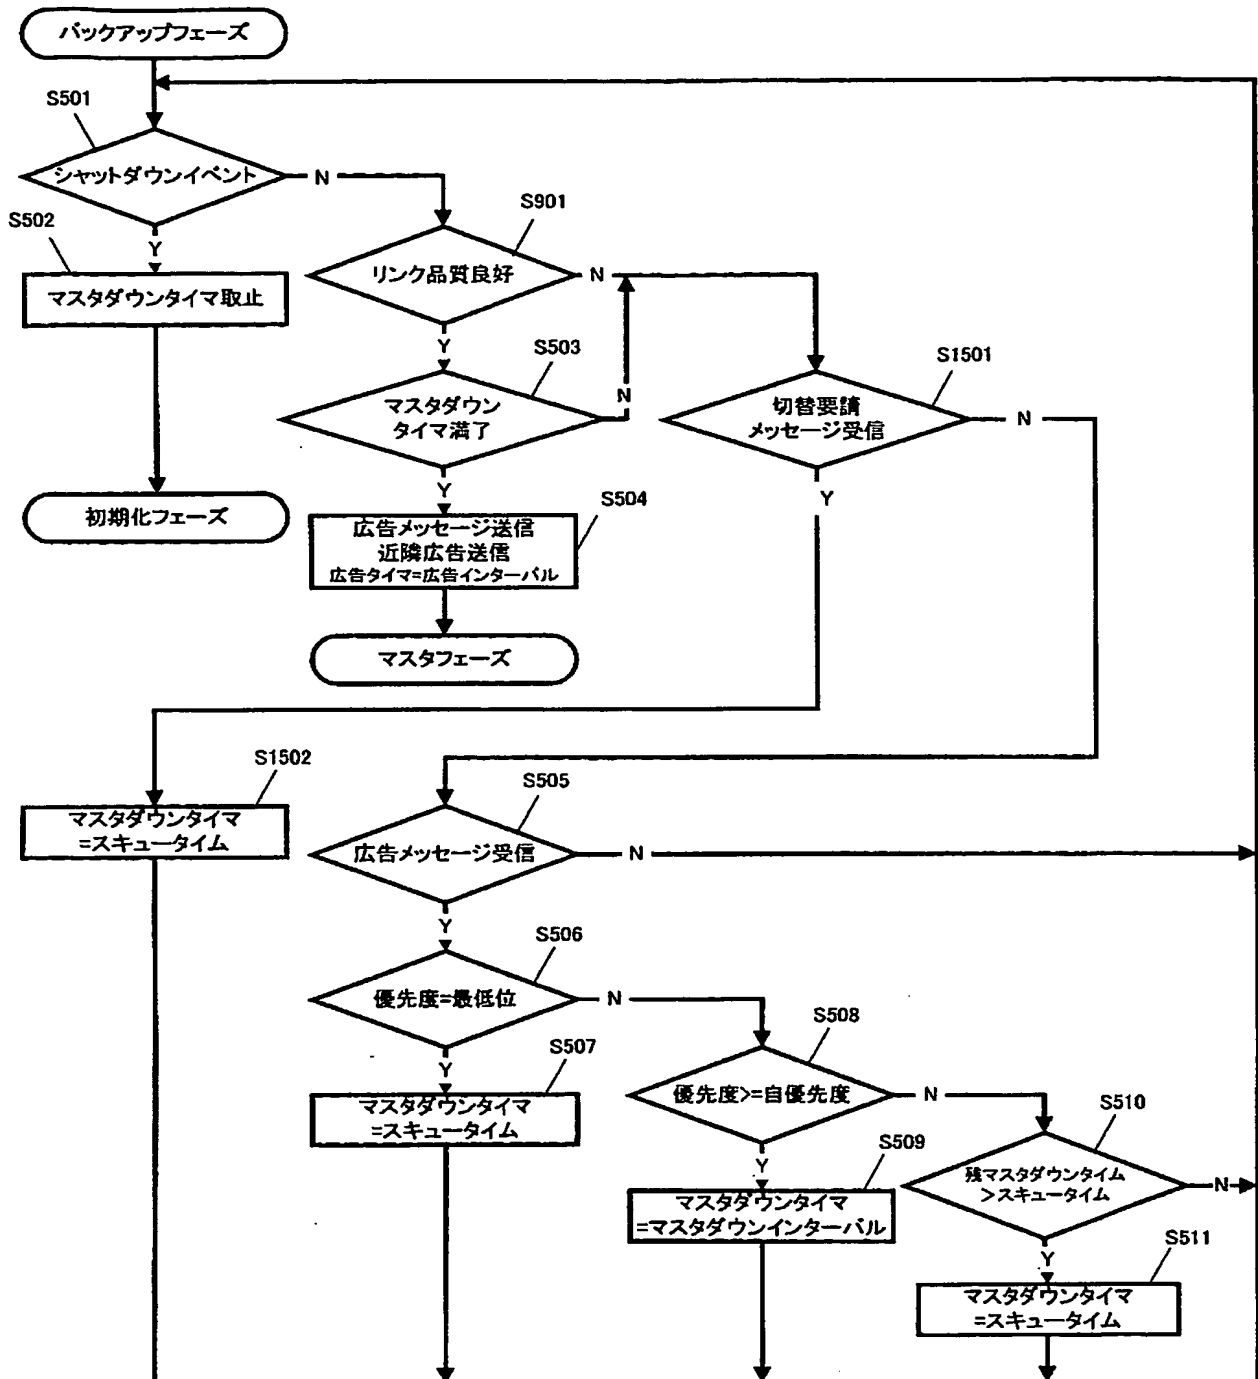 バックアップフェーズ
S501
シャットダウンイベント
N
S502
Y
マスタダウンタイマ取止
初期化フェーズ
S901
リンク品質良好
N
Y
S503
マスタダウン
タイマ満了
N
Y
S504
広告メッセージ送信
近隣広告送信
広告タイマ=広告インターバル
マスタフェーズ
S1501
切替要請
メッセージ受信
N
Y
S1502
マスタダウンタイマ
=スキュータイム
S505
広告メッセージ受信
N
Y
S506
優先度=最低位
N
Y
S507
マスタダウンタイマ
=スキュータイム
S508
優先度>=自優先度
N
Y
S509
マスタダウンタイマ
=マスタダウンインターバル
S510
残マスタダウンタイム
>スキュータイム
N
Y
S511
マスタダウンタイマ
=スキュータイム